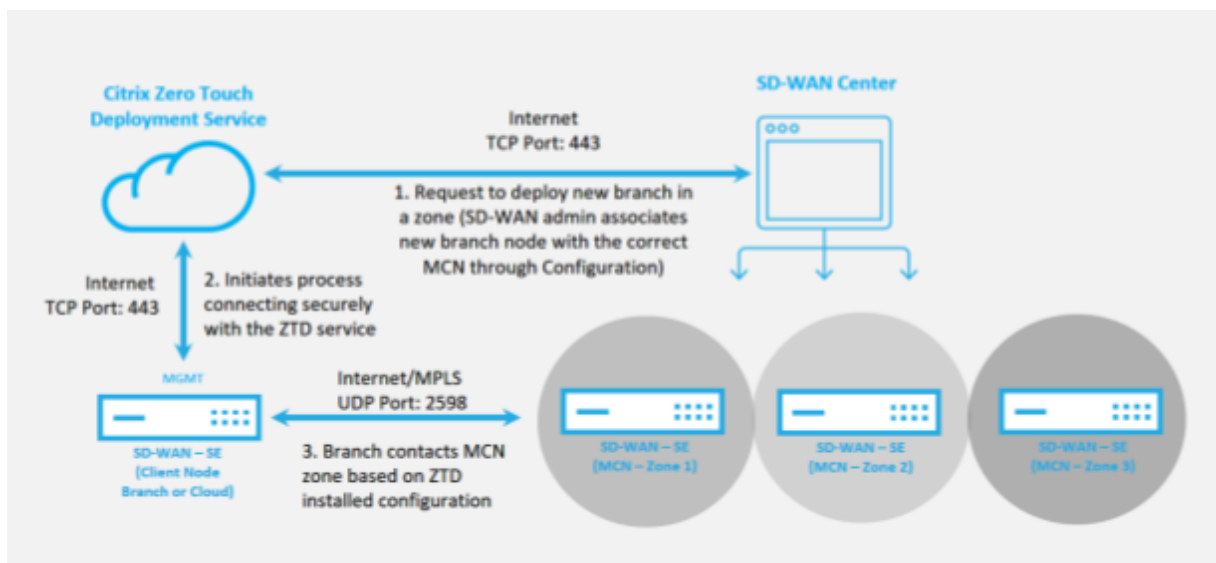 Citrix Zero Touch
Deployment Service
SD-WAN Center
Internet
TCP Port: 443
1. Request to deploy new branch in
a zone (SD-WAN admin associates
new branch node with the correct
MCN through Configuration)
Internet
TCP Port: 443
2. Initiates process
connecting securely
with the ZTD service
MGMT
SD-WAN – SE
(Client Node
Branch or Cloud)
Internet/MPLS
UDP Port: 2598
3. Branch contacts MCN
zone based on ZTD
installed configuration
SD-WAN – SE
(MCN – Zone 1)
SD-WAN – SE
(MCN – Zone 2)
SD-WAN – SE
(MCN – Zone 3)